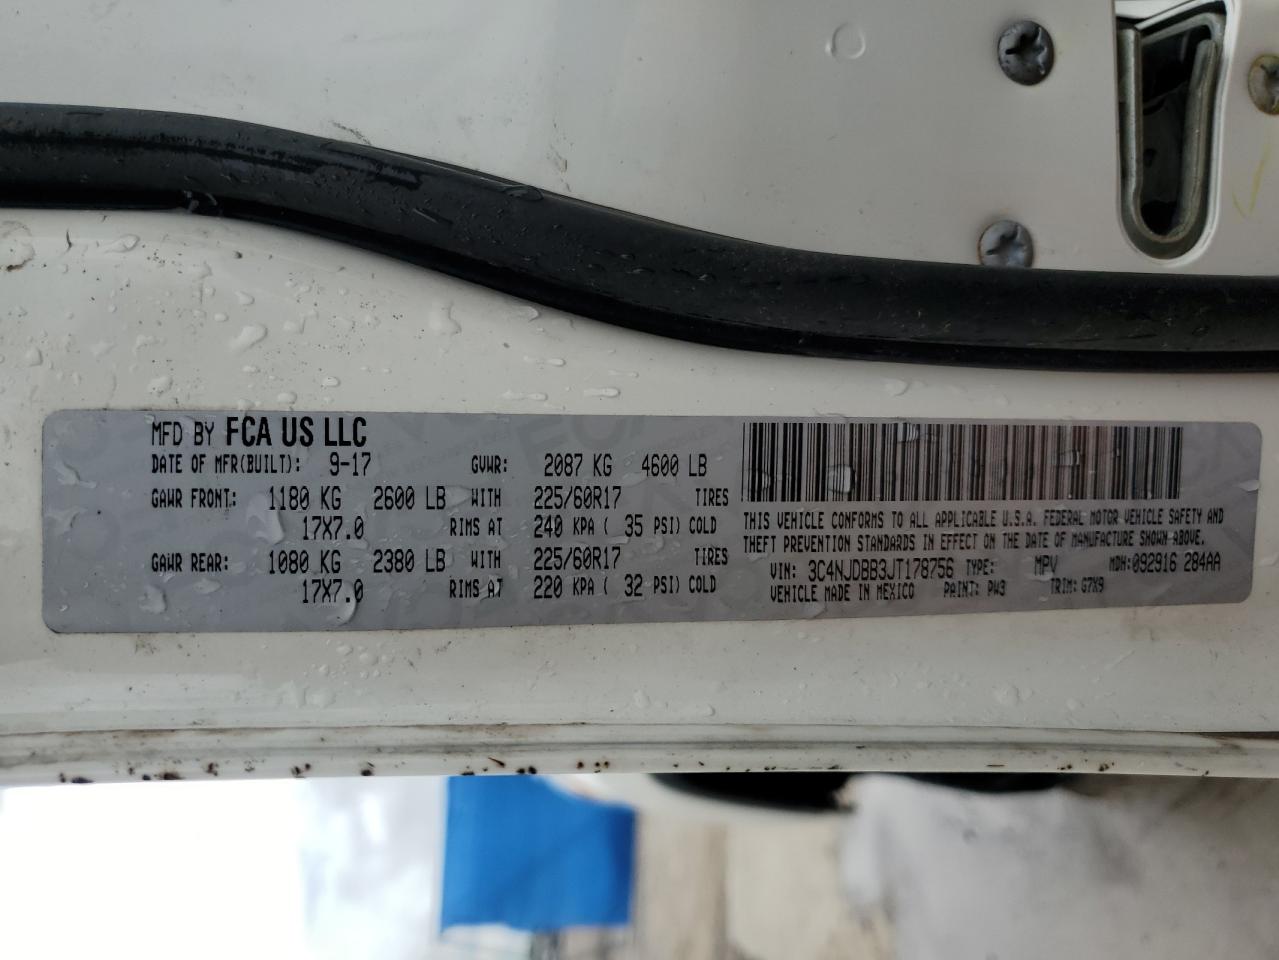 MFD BY FCA US LLC
DATE OF MFR(BUILT): 9-17 GVWR: 2087 KG 4600 LB
GAWR FRONT: 1180 KG 2600 LB WITH 225/60R17 TIRES
17X7.0 RIMS AT 240 KPA ( 35 PSI) COLD
GAWR REAR: 1080 KG 2380 LB WITH 225/60R17 TIRES
17X7.0 RIMS AT 220 KPA ( 32 PSI) COLD
THIS VEHICLE CONFORMS TO ALL APPLICABLE U.S.A. FEDERAL MOTOR VEHICLE SAFETY AND
THEFT PREVENTION STANDARDS IN EFFECT ON THE DATE OF MANUFACTURE SHOWN ABOVE.
VIN: 3C4NJDBB3JT178756 TYPE: MPV MDH: 092916 284AA
VEHICLE MADE IN MEXICO PAINT: PW3 TRIM: G7X9